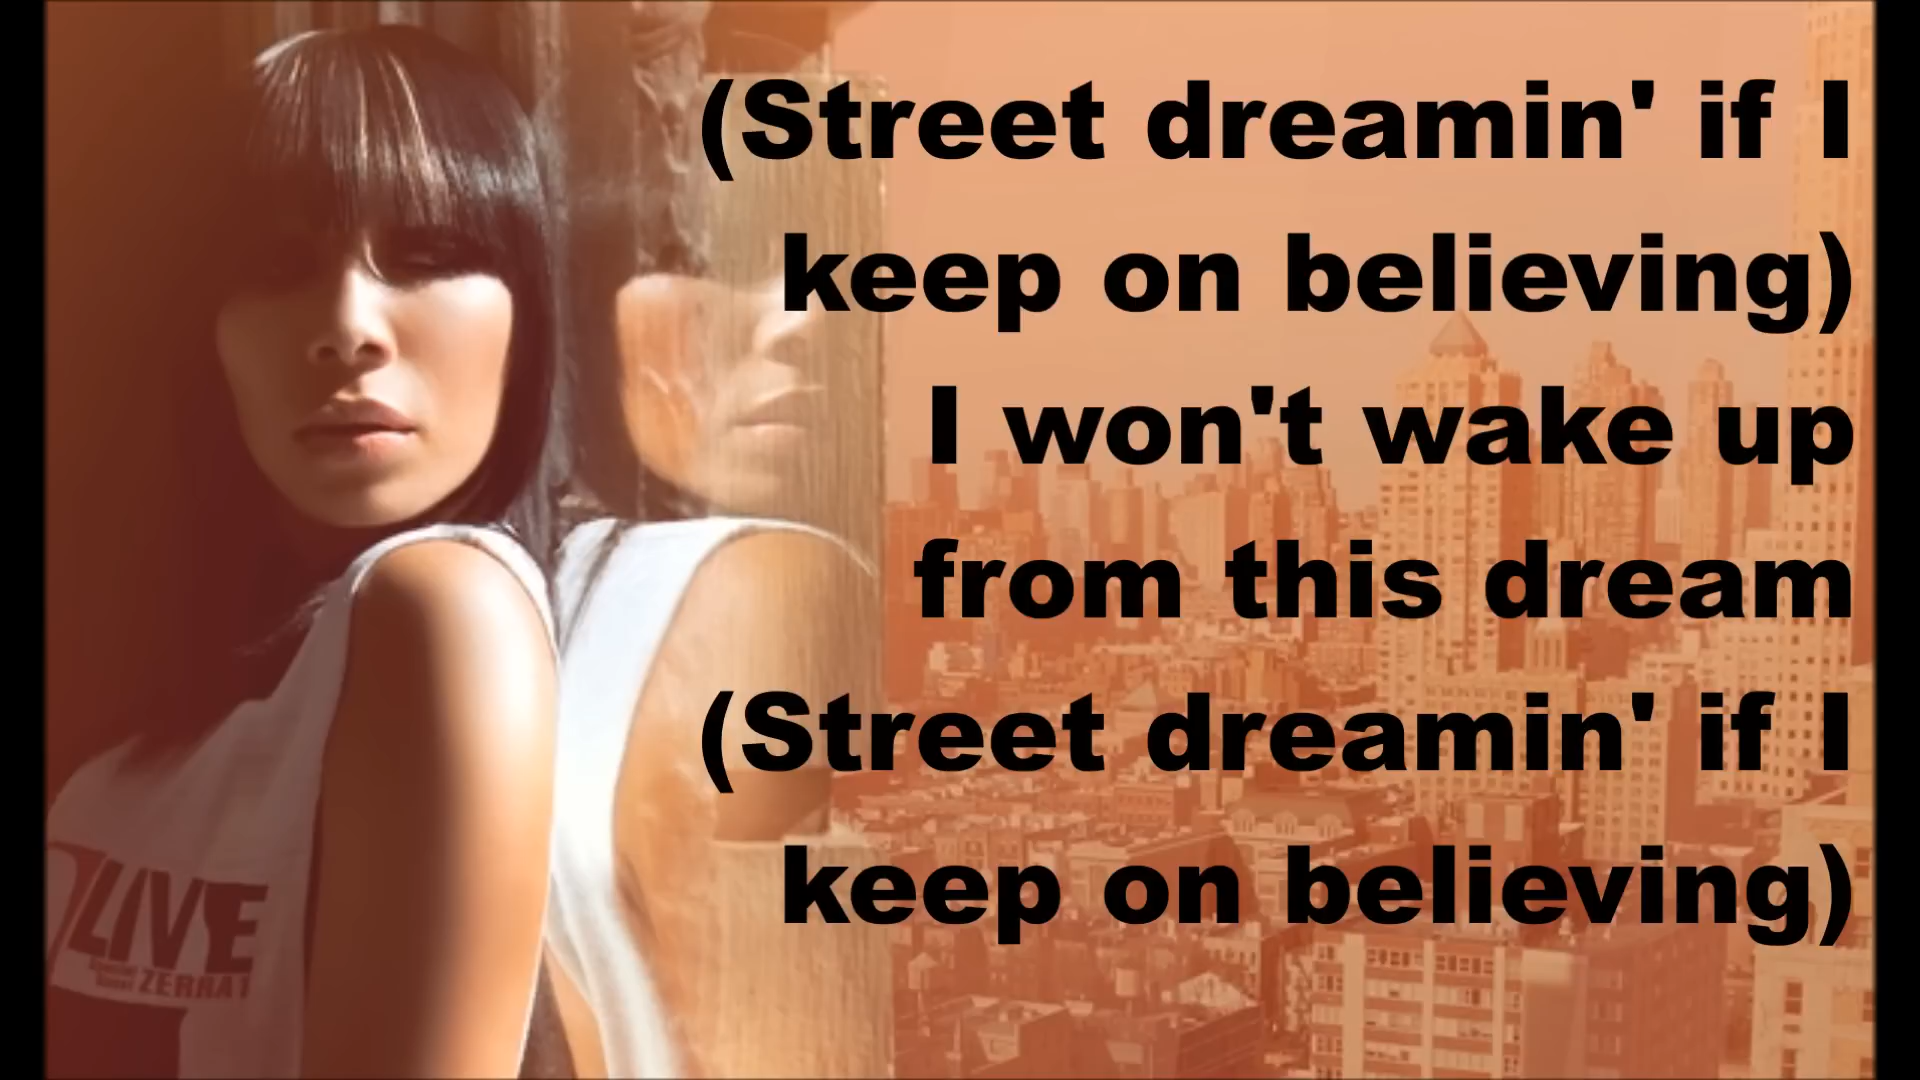 (Street dreamin' if I
keep on believing)
I won't wake up
from this dream
(Street dreamin' if I
keep on believing)
LIVE
ZERRA1